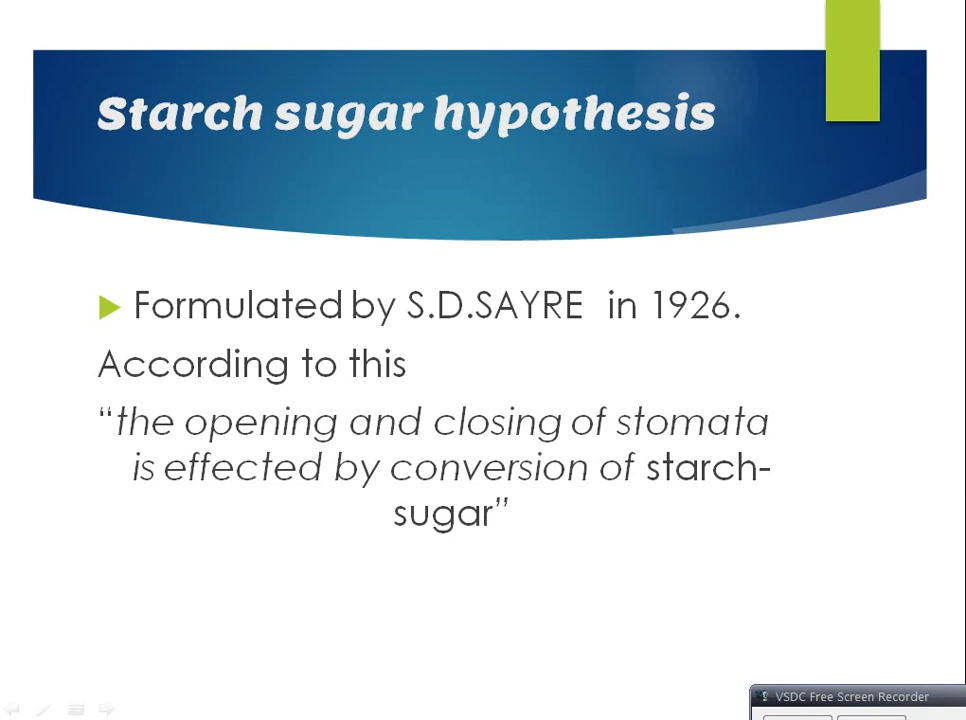 Starch sugar hypothesis
Formulated by S.D.SAYRE in 1926.
According to this
“the opening and closing of stomata
is effected by conversion of starch-
sugar”
VSDC Free Screen Recorder